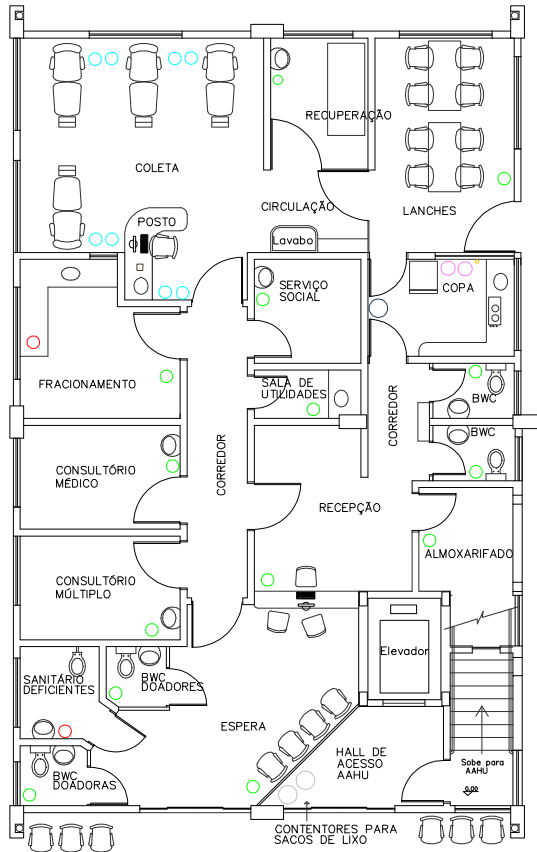 RECUPERAÇÃO
COLETA
CIRCULAÇÃO
LANCHES
POSTO
Lavabo
SERVIÇO
SOCIAL
COPA
FRACIONAMENTO
SALA DE
UTILIDADES
BWC
CORREDOR
BWC
CORREDOR
CONSULTÓRIO
MÉDICO
RECEPÇÃO
CONSULTÓRIO
MÚLTIPLO
ALMOXARIFADO
Elevador
SANITÁRIO
DEFICIENTES
BWC
DOADORES
ESPERA
HALL DE
ACESSO
AAHU
Sobe para
AAHU
0,00
BWC
DOADORAS
CONTENTORES PARA
SACOS DE LIXO